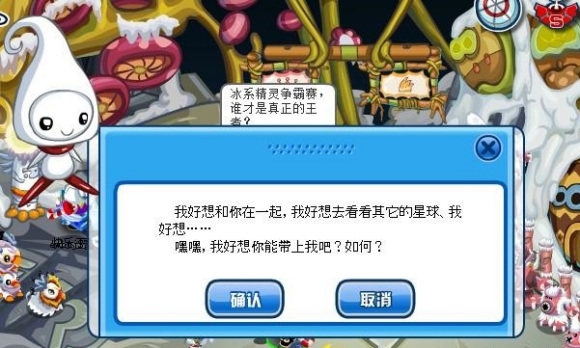 冰系精灵争霸赛，
谁才是真正的王
者？
我好想和你在一起，我好想去看看其它的星球、我
好想……
嘿嘿，我好想你能带上我吧？如何？
确认
取消
S